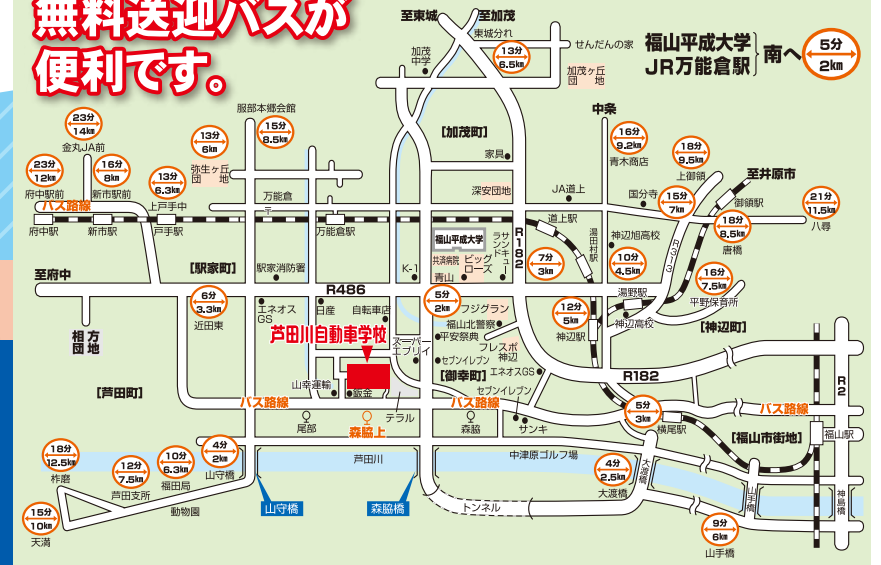 無料送迎バスが
便利です。
至東城
至加茂
東城分れ
せんだんの家
加茂
中学
13分
6.5km
加茂ヶ丘
団地
福山平成大学
JR万能倉駅
南へ
5分
2km
23分
14km
金丸JA前
服部本郷会館
15分
8.5km
13分
6km
弥生ヶ丘
団地
【加茂町】
中条
16分
9.2km
青木商店
18分
9.5km
上御領
至井原市
23分
12km
府中駅前
16分
8km
新市駅前
13分
6.3km
上戸手中
家具
深安団地
JA道上
国分寺
15分
7km
御領駅
21分
11.5km
八尋
バス路線
万能倉
〒
府中駅
新市駅
戸手駅
万能倉駅
福山平成大学
共済病院
ビッグ
ローズ
サンキュー
ランド
R182
道上駅
湯田村駅
神辺旭高校
R313
18分
8.5km
唐桶
至府中
【駅家町】
駅家消防署
K-1
青山
7分
3km
10分
4.5km
16分
7.5km
平野保育所
R486
6分
3.3km
近田東
エネオス
GS
日産
自転車店
5分
2km
フジグラン
福山北警察
平安祭典
12分
5km
神辺駅
湯野駅
神辺高校
【神辺町】
相方
団地
芦田川自動車学校
スーパー
エブリイ
フレスポ
神辺
セブンイレブン
エネオスGS
【芦田町】
山幸運輸
鈑金
【御幸町】
セブンイレブン
R182
R2
バス路線
テラル
バス路線
5分
3km
横尾駅
バス路線
尾部
森脇上
森脇
サンキ
【福山市街地】
福山駅
18分
12.5km
柞磨
12分
7.5km
芦田支所
10分
6.3km
福田局
4分
2km
山守橋
芦田川
中津原ゴルフ場
4分
2.5km
大渡橋
大渡橋
山手橋
神島橋
15分
10km
天満
動物園
山守橋
森脇橋
トンネル
9分
6km
山手橋